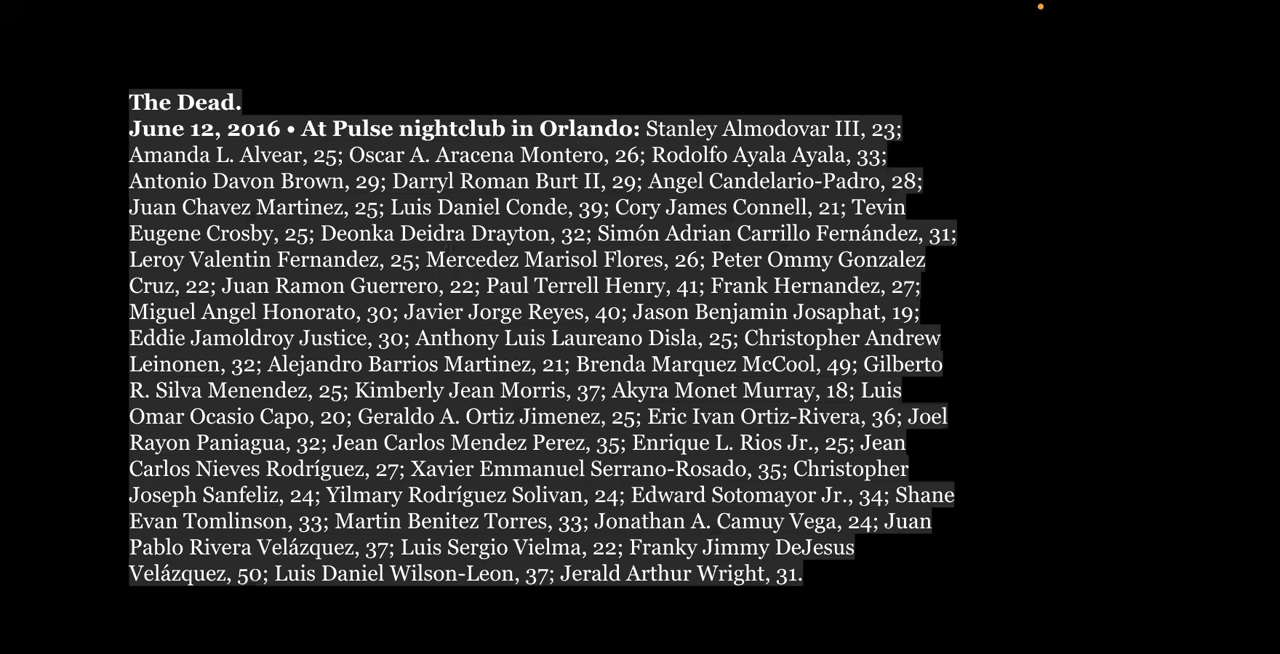 The Dead.
June 12, 2016 • At Pulse nightclub in Orlando: Stanley Almodovar III, 23;
Amanda L. Alvear, 25; Oscar A. Aracena Montero, 26; Rodolfo Ayala Ayala, 33;
Antonio Davon Brown, 29; Darryl Roman Burt II, 29; Angel Candelario-Padro, 28;
Juan Chavez Martinez, 25; Luis Daniel Conde, 39; Cory James Connell, 21; Tevin
Eugene Crosby, 25; Deonka Deidra Drayton, 32; Simón Adrian Carrillo Fernández, 31;
Leroy Valentin Fernandez, 25; Mercedez Marisol Flores, 26; Peter Ommy Gonzalez
Cruz, 22; Juan Ramon Guerrero, 22; Paul Terrell Henry, 41; Frank Hernandez, 27;
Miguel Angel Honorato, 30; Javier Jorge Reyes, 40; Jason Benjamin Josaphat, 19;
Eddie Jamoldroy Justice, 30; Anthony Luis Laureano Disla, 25; Christopher Andrew
Leinonen, 32; Alejandro Barrios Martinez, 21; Brenda Marquez McCool, 49; Gilberto
R. Silva Menendez, 25; Kimberly Jean Morris, 37; Akyra Monet Murray, 18; Luis
Omar Ocasio Capo, 20; Geraldo A. Ortiz Jimenez, 25; Eric Ivan Ortiz-Rivera, 36; Joel
Rayon Paniagua, 32; Jean Carlos Mendez Perez, 35; Enrique L. Rios Jr., 25; Jean
Carlos Nieves Rodríguez, 27; Xavier Emmanuel Serrano-Rosado, 35; Christopher
Joseph Sanfeliz, 24; Yilmary Rodríguez Solivan, 24; Edward Sotomayor Jr., 34; Shane
Evan Tomlinson, 33; Martin Benitez Torres, 33; Jonathan A. Camuy Vega, 24; Juan
Pablo Rivera Velázquez, 37; Luis Sergio Vielma, 22; Franky Jimmy DeJesus
Velázquez, 50; Luis Daniel Wilson-Leon, 37; Jerald Arthur Wright, 31.